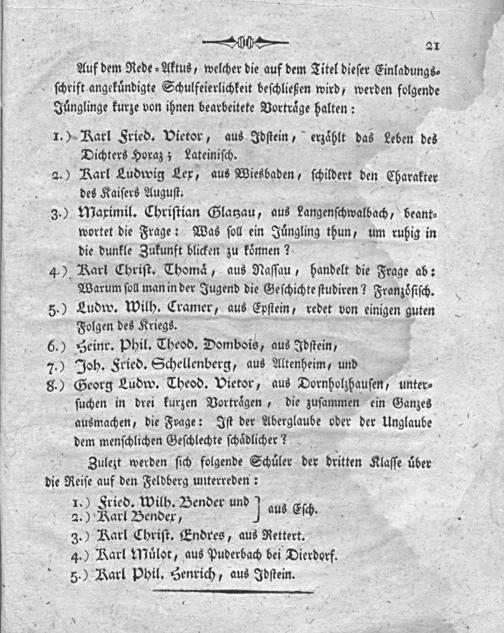 21
Auf dem Rede-Aktus, welcher die auf dem Titel dieser Einladungs-
schrift angekündigte Schulfeierlichkeit beschließen wird, werden folgende
Jünglinge kurze von ihnen bearbeitete Vorträge halten:
1.) Karl Fried. Vietor, aus Idstein, erzählt das Leben des
Dichters Horaz; Lateinisch.
2.) Karl Ludwig Lex, aus Wiesbaden, schildert den Charakter
des Kaisers August.
3.) Maximil. Christian Glatzau, aus Langenschwalbach, beant-
wortet die Frage: Was soll ein Jüngling thun, um ruhig in
die dunkle Zukunft blicken zu können?
4.) Karl Christ. Thomä, aus Nassau, handelt die Frage ab:
Warum soll man in der Jugend die Geschichte studiren? Französisch.
5.) Ludw. Wilh. Cramer, aus Epstein, redet von einigen guten
Folgen des Kriegs.
6.) Heinr. Phil. Theod. Dombois, aus Idstein,
7.) Joh. Fried. Schellenberg, aus Altenheim, und
8.) Georg Ludw. Theod. Vietor, aus Dornholzhausen, unter-
suchen in drei kurzen Vorträgen, die zusammen ein Ganzes
ausmachen, die Frage: Ist der Aberglaube oder der Unglaube
dem menschlichen Geschlechte schädlicher?
Zulezt werden sich folgende Schüler der dritten Klasse über
die Reise auf den Feldberg unterreden:
1.) Fried. Wilh. Bender und
2.) Karl Bender, } aus Esch.
3.) Karl Christ. Endres, aus Rettert.
4.) Karl Mülot, aus Puderbach bei Dierdorf.
5.) Karl Phil. Henrich, aus Idstein.